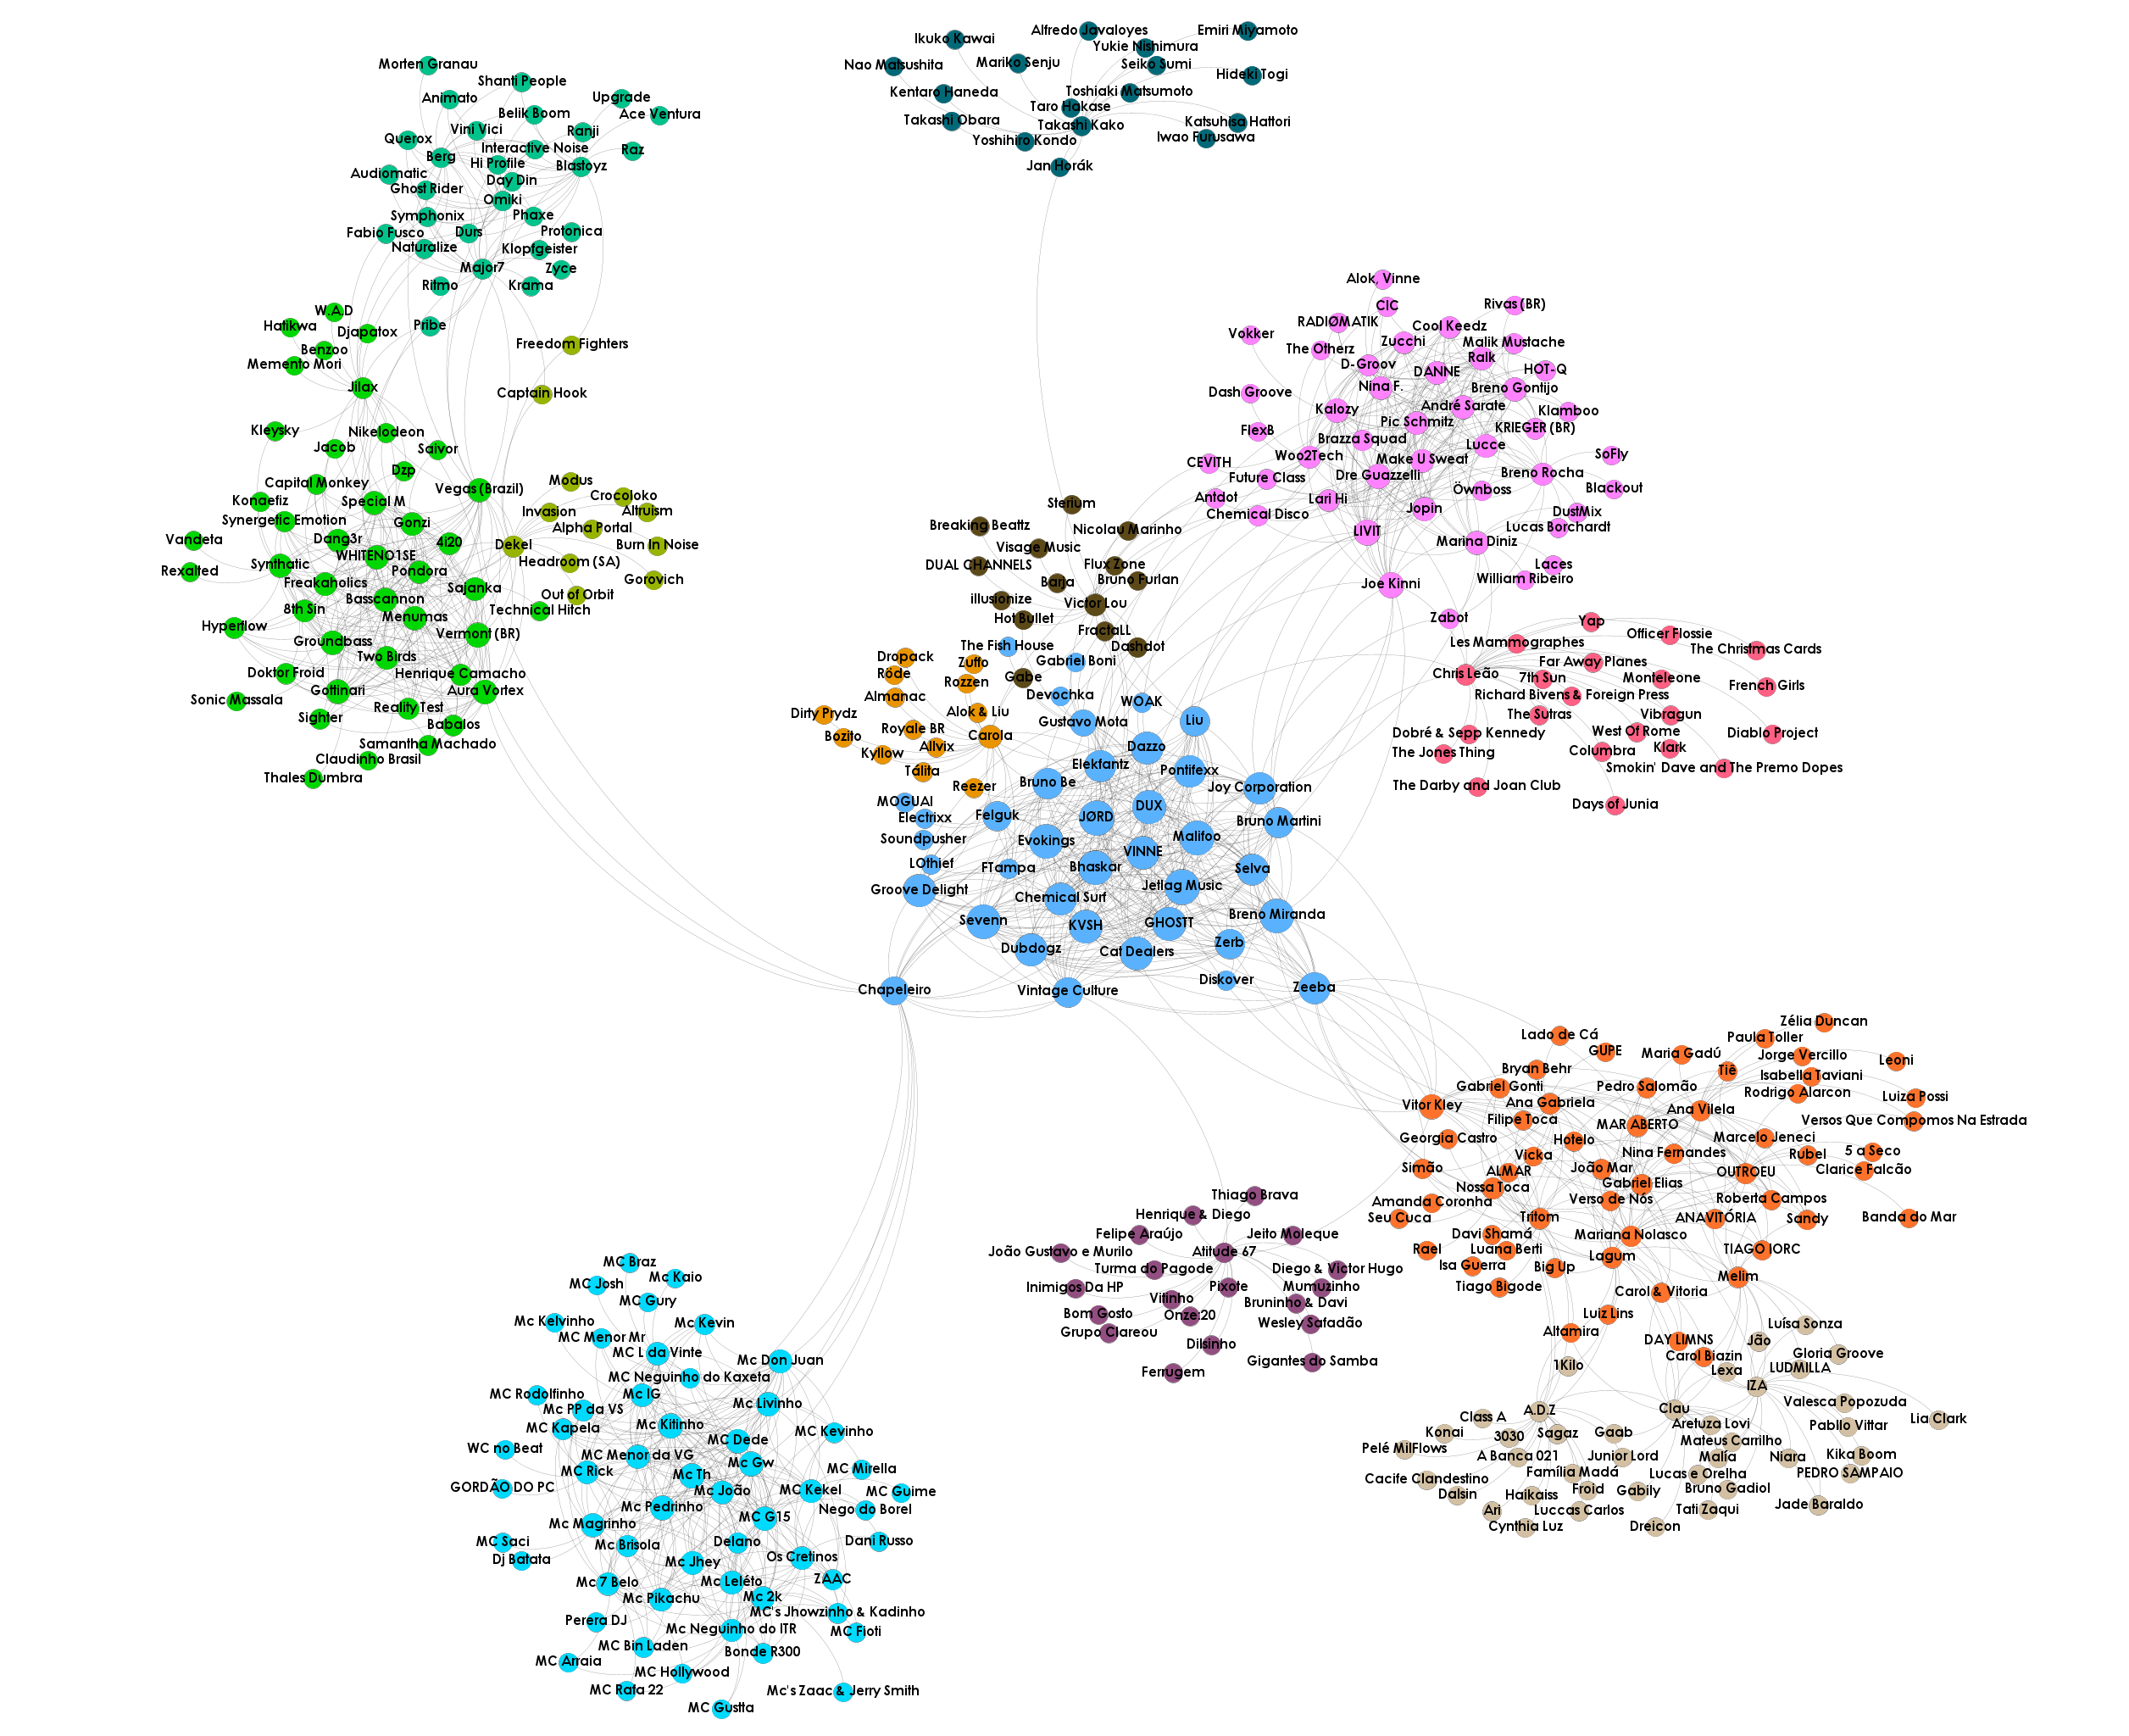 Morten Granau
Shanti People
Animato
Upgrade
Belik Boom
Ace Ventura
Vini Vici
Ranji
Querox
Interactive Noise
Raz
Berg
Hi Profile
Blastoyz
Audiomatic
Day Din
Ghost Rider
Omiki
Symphonix
Phaxe
Fabio Fusco
Durs
Protonica
Naturalize
Klopfgeister
Major7
Zyce
Ritmo
Krama
Pribe
W.A.D
Hatikwa
Djapatox
Benzoo
Memento Mori
Jilax
Freedom Fighters
Captain Hook
Kleysky
Nikelodeon
Jacob
Saivor
Dzp
Capital Monkey
Vegas (Brazil)
Konaefiz
Special M
Synergetic Emotion
Gonzi
Vandeta
Dang3r
4i20
WHITENO1SE
Synthatic
Pondora
Rexalted
Freakaholics
Sajanka
Basscannon
8th Sin
Menumas
Technical Hitch
Hyperflow
Groundbass
Vermont (BR)
Two Birds
Doktor Froid
Henrique Camacho
Gottinari
Aura Vortex
Sonic Massala
Reality Test
Sighter
Babalos
Samantha Machado
Claudinho Brasil
Thales Dumbra
Modus
Crocoloko
Invasion
Altruism
Alpha Portal
Dekel
Burn In Noise
Headroom (SA)
Gorovich
Out of Orbit
Ikuko Kawai
Alfredo Javaloyes
Emiri Miyamoto
Yukie Nishimura
Nao Matsushita
Mariko Senju
Seiko Sumi
Hideki Togi
Kentaro Haneda
Toshiaki Matsumoto
Taro Hakase
Takashi Obara
Takashi Kako
Katsuhisa Hattori
Yoshihiro Kondo
Iwao Furusawa
Jan Horák
Alok, Vinne
CIC
Rivas (BR)
RADIØMATIK
Cool Keedz
Vokker
Zucchi
Malik Mustache
The Otherz
Ralk
D-Groov
DANNE
HOT-Q
Nina F.
Breno Gontijo
Dash Groove
Kalozy
André Sarate
Klamboo
Pic Schmitz
FlexB
KRIEGER (BR)
Brazza Squad
Lucce
Woo2Tech
Make U Sweat
SoFly
CEVITH
Dre Guazzelli
Breno Rocha
Future Class
Blackout
Antdot
Lari Hi
Öwnboss
Chemical Disco
Jopin
DustMix
Lucas Borchardt
LIVIT
Marina Diniz
Laces
Joe Kinni
William Ribeiro
Zabot
Sterium
Breaking Beattz
Nicolau Marinho
Visage Music
DUAL CHANNELS
Flux Zone
Barja
Bruno Furlan
illusionize
Victor Lou
Hot Bullet
FractaLL
Dashdot
Gabe
The Fish House
Gabriel Boni
Devochka
WOAK
Gustavo Mota
Liu
Dazzo
Elekfantz
Pontifexx
Bruno Be
Joy Corporation
MOGUAI
DUX
Felguk
JØRD
Electrixx
Bruno Martini
Soundpusher
Evokings
Malifoo
VINNE
LOthief
FTampa
Bhaskar
Selva
Groove Delight
Jetlag Music
Chemical Surf
Sevenn
KVSH
GHOSTT
Breno Miranda
Dubdogz
Cat Dealers
Zerb
Diskover
Chapeleiro
Vintage Culture
Zeeba
Dropack
Zuffo
Rode
Rozzen
Almanac
Dirty Prydz
Alok & Liu
Royale BR
Bozito
Carola
Allvix
Kyllow
Tálita
Reezer
Yap
Officer Flossie
Les Mammographes
The Christmas Cards
Far Away Planes
Chris Leão
7th Sun
Monteleone
French Girls
Richard Bivens & Foreign Press
The Sutras
Vibragun
Dobré & Sepp Kennedy
West Of Rome
Diablo Project
The Jones Thing
Columbra
Klark
Smokin' Dave and The Premo Dopes
The Darby and Joan Club
Days of Junia
Zélia Duncan
Lado de Cá
Paula Toller
GUPE
Maria Gadú
Jorge Vercillo
Leoni
Bryan Behr
Tiê
Isabella Taviani
Gabriel Gonti
Pedro Salomão
Rodrigo Alarcon
Luiza Possi
Vitor Kley
Ana Gabriela
Ana Vilela
Filipe Toca
MAR ABERTO
Versos Que Compomos Na Estrada
Georgia Castro
Hotelo
Marcelo Jeneci
Nina Fernandes
Rubel
5 a Seco
Vicka
Simão
ALMAR
João Mar
OUTROEU
Clarice Falcão
Nossa Toca
Gabriel Elias
Amanda Coronha
Verso de Nós
Roberta Campos
Seu Cuca
Tritom
ANAVITÓRIA
Sandy
Banda do Mar
Davi Shamá
Mariana Nolasco
Rael
Luana Berti
Lagum
TIAGO IORC
Isa Guerra
Big Up
Melim
Tiago Bigode
Carol & Vitoria
Luiz Lins
Altamira
DAY LIMNS
Carol Biazin
Luísa Sonza
Jão
Gloria Groove
1Kilo
Lexa
LUDMILLA
IZA
Valesca Popozuda
A.D.Z
Clau
Class A
Aretuza Lovi
Pabllo Vittar
Lia Clark
Konai
3030
Sagaz
Gaab
Mateus Carrilho
Pelé MilFlows
A Banca 021
Junior Lord
Malía
Niara
Kika Boom
Cacife Clandestino
Família Madá
Lucas e Orelha
PEDRO SAMPAIO
Dalsin
Haikaiss
Froid
Gabily
Bruno Gadiol
Ari
Luccas Carlos
Tati Zaqui
Jade Baraldo
Cynthia Luz
Dreicon
Thiago Brava
Henrique & Diego
Felipe Araújo
Jeito Moleque
João Gustavo e Murilo
Atitude 67
Turma do Pagode
Diego & Victor Hugo
Inimigos Da HP
Pixote
Mumuzinho
Vitinho
Bruninho & Davi
Bom Gosto
Onze:20
Wesley Safadão
Grupo Clareou
Dilsinho
Gigantes do Samba
Ferrugem
MC Braz
MC Josh
Mc Kaio
MC Gury
Mc Kelvinho
Mc Kevin
MC Menor Mr
MC L da Vinte
Mc Don Juan
MC Neguinho do Kaxeta
MC Rodolfinho
Mc IG
Mc Livinho
Mc PP da VS
MC Kapela
Mc Kitinho
MC Kevinho
WC no Beat
MC Dede
MC Menor da VG
Mc Gw
MC Mirella
MC Rick
Mc Th
GORDÃO DO PC
Mc João
MC Kekel
MC Guime
Mc Pedrinho
Nego do Borel
Mc Magrinho
MC G15
MC Saci
Mc Brisola
Delano
Dani Russo
Dj Batata
Mc Jhey
Os Cretinos
Mc 7 Belo
Mc Leléto
ZAAC
Mc Pikachu
Mc 2k
MC's Jhowzinho & Kadinho
Perera DJ
Mc Neguinho do ITR
MC Fioti
MC Bin Laden
Bonde R300
MC Arraia
MC Hollywood
MC Rafa 22
Mc's Zaac & Jerry Smith
MC Gustta